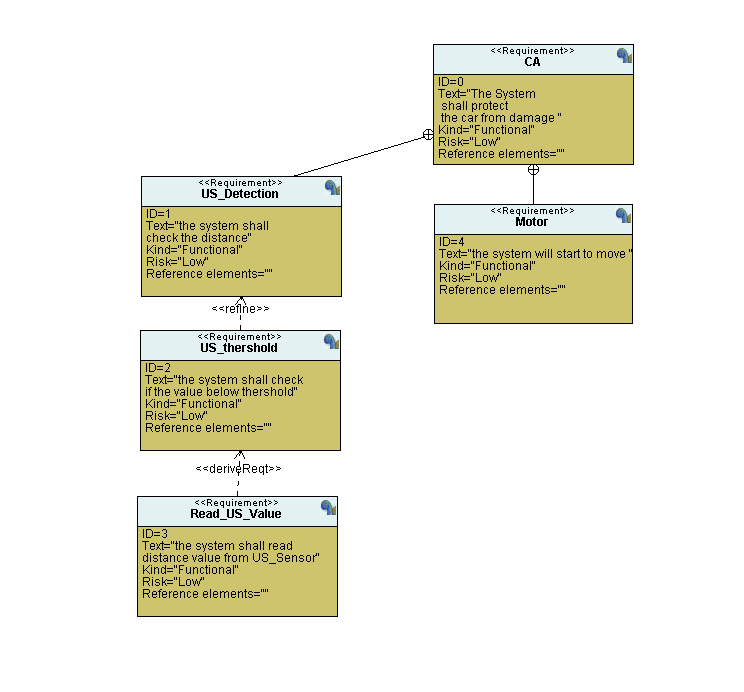 <<Requirement>>
CA
ID=0
Text="The System
shall protect
the car from damage "
Kind="Functional"
Risk="Low"
Reference elements=""
<<Requirement>>
US_Detection
ID=1
Text="the system shall
check the distance"
Kind="Functional"
Risk="Low"
Reference elements=""
<<Requirement>>
Motor
ID=4
Text="the system will start to move "
Kind="Functional"
Risk="Low"
Reference elements=""
<<refine>>
<<Requirement>>
US_thershold
ID=2
Text="the system shall check
if the value below thershold"
Kind="Functional"
Risk="Low"
Reference elements=""
<<deriveReqt>>
<<Requirement>>
Read_US_Value
ID=3
Text="the system shall read
distance value from US_Sensor"
Kind="Functional"
Risk="Low"
Reference elements=""